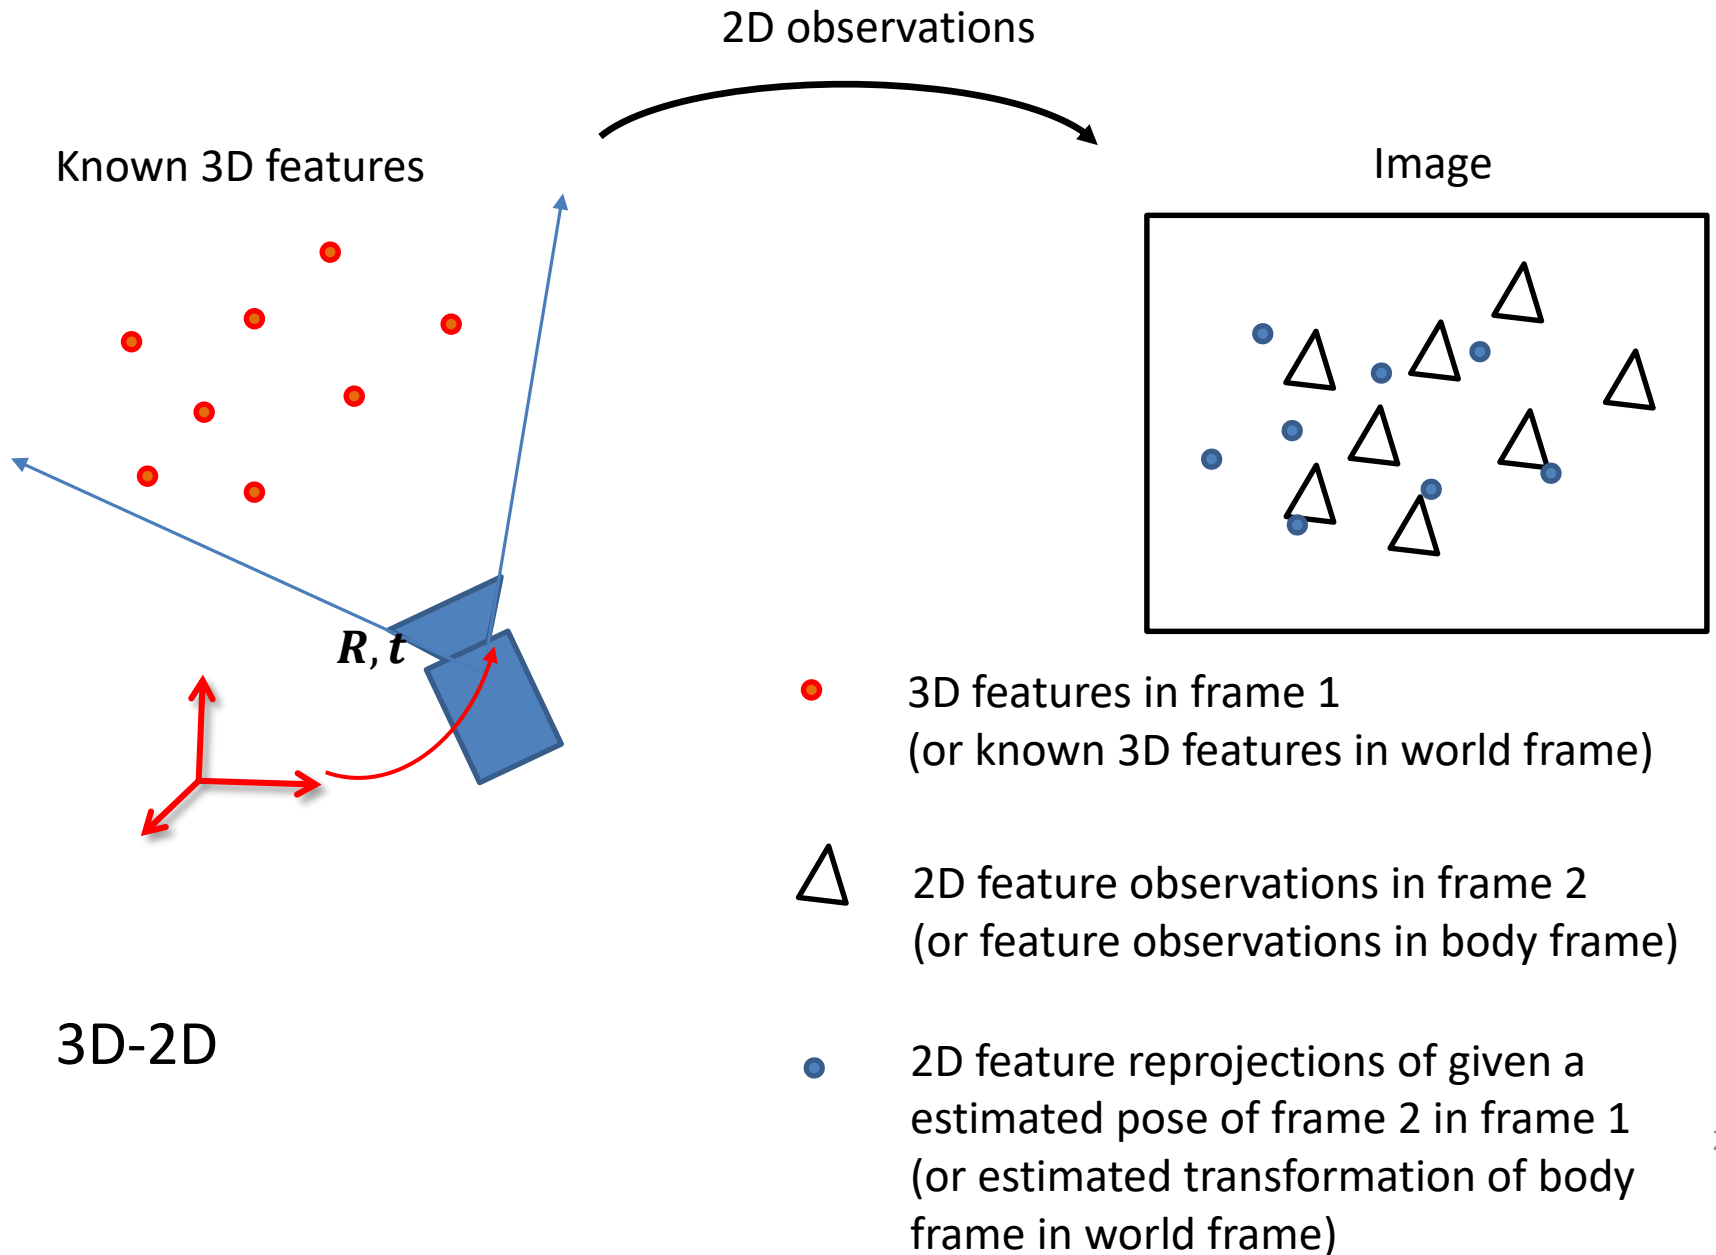 2D observations
Known 3D features
Image
R, t
3D features in frame 1
(or known 3D features in world frame)
2D feature observations in frame 2
(or feature observations in body frame)
3D-2D
2D feature reprojections of given a
estimated pose of frame 2 in frame 1
(or estimated transformation of body
frame in world frame)